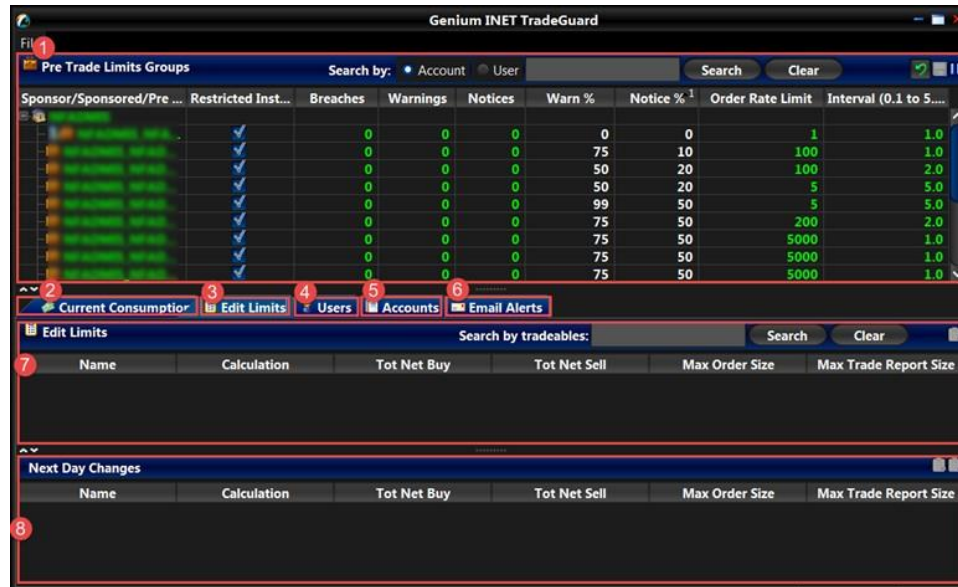 Genium INET TradeGuard
1
Pre Trade Limits Groups Search by: Account User Search Clear
Sponsor/Sponsored/Pre ... Restricted Inst... Breaches Warnings Notices Warn % Notice % 1 Order Rate Limit Interval (0.1 to 5....
0 0 0 0 0 1 1.0
0 0 0 75 10 100 1.0
0 0 0 50 20 100 2.0
0 0 0 50 20 5 5.0
0 0 0 99 50 5 5.0
0 0 0 75 50 200 2.0
0 0 0 75 50 5000 1.0
0 0 0 75 50 5000 1.0
0 0 0 75 50 5000 1.0
2 3 4 5 6
Current Consumption Edit Limits Users Accounts Email Alerts
Edit Limits Search by tradeables: Search Clear
7 Name Calculation Tot Net Buy Tot Net Sell Max Order Size Max Trade Report Size
Next Day Changes
Name Calculation Tot Net Buy Tot Net Sell Max Order Size Max Trade Report Size
8